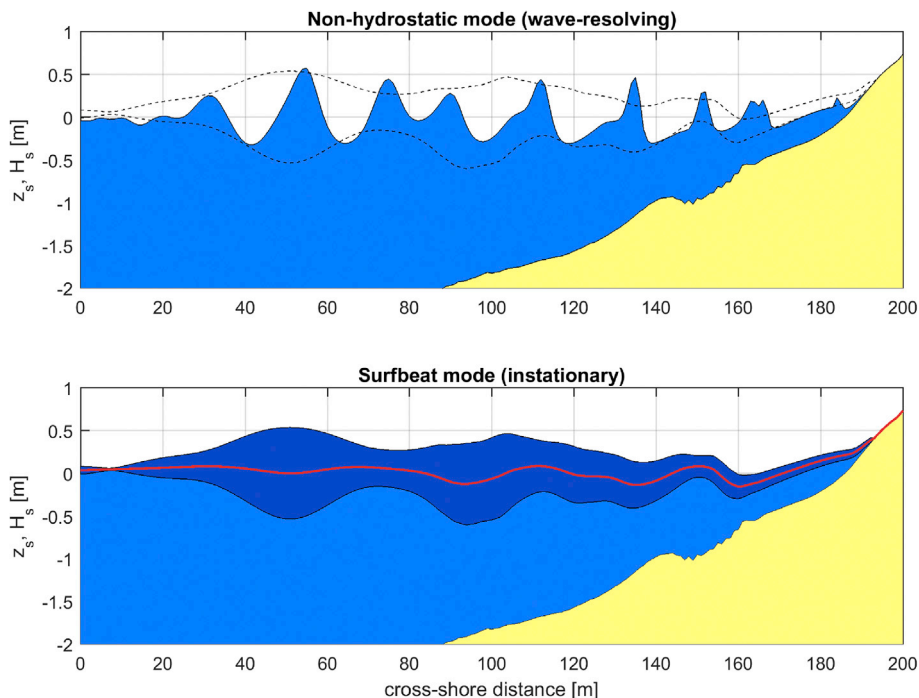 Non-hydrostatic mode (wave-resolving)
z_s, H_s [m]
1
0.5
0
-0.5
-1
-1.5
-2
0 20 40 60 80 100 120 140 160 180 200
Surfbeat mode (instationary)
z_s, H_s [m]
1
0.5
0
-0.5
-1
-1.5
-2
0 20 40 60 80 100 120 140 160 180 200
cross-shore distance [m]